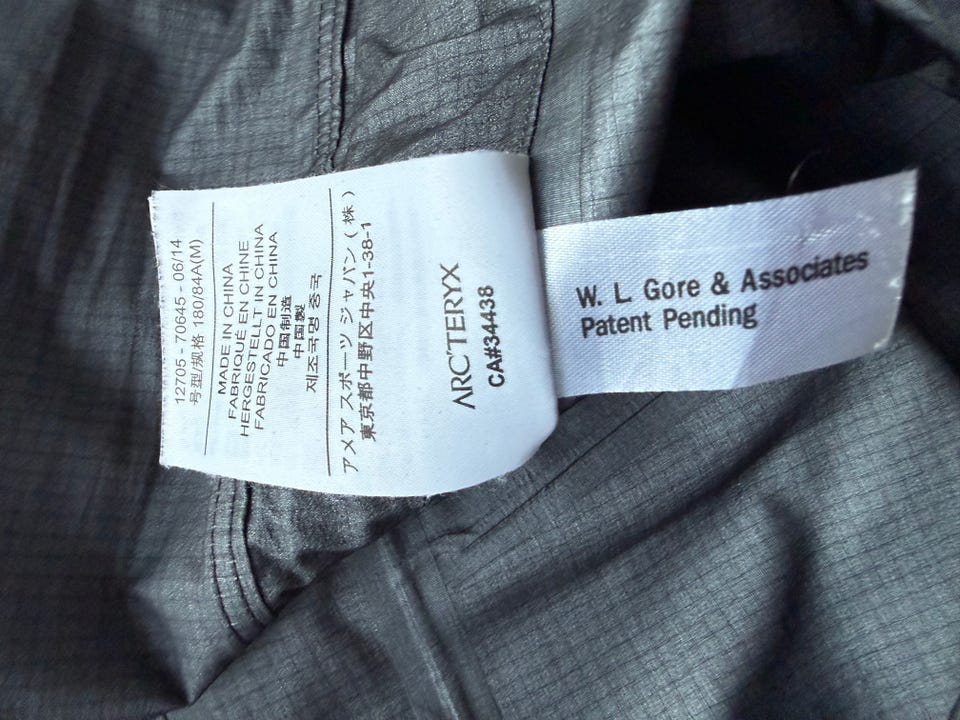 12705 - 70645 - 06/14
号型/规格 180/84A(M)
MADE IN CHINA
FABRIQUÉ EN CHINE
HERGESTELLT IN CHINA
FABRICADO EN CHINA
中国制造
中国製
제조국명 중국
アメア スポーツ ジャパン (株)
東京都中野区中央1-38-1
ARC'TERYX
CA#34438
W. L. Gore & Associates
Patent Pending